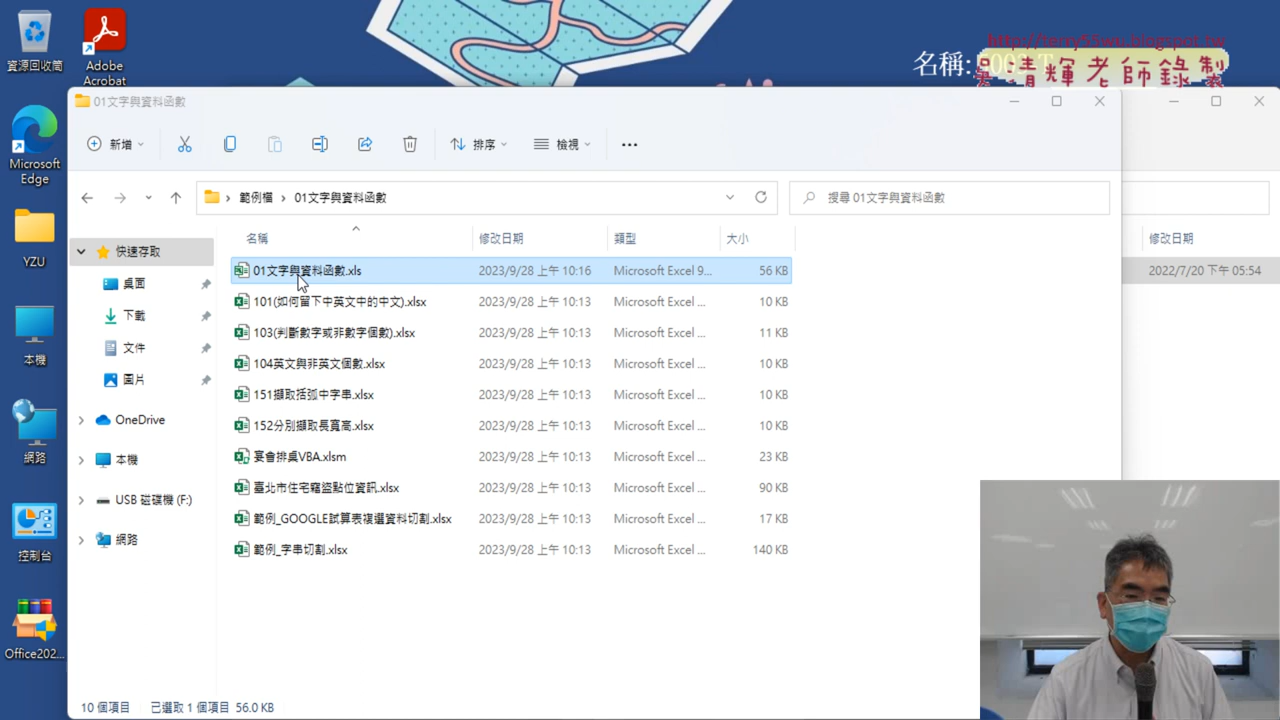 資源回收筒
Adobe
Acrobat
Microsoft
Edge
YZU
本機
網路
控制台
Office202...
http://terry55wu.blogspot.tw
名稱:
吳清輝老師錄製
01文字與資料函數
新增
排序
檢視
範例檔 › 01文字與資料函數
搜尋 01文字與資料函數
名稱 修改日期 類型 大小
01文字與資料函數.xls 2023/9/28 上午 10:16 Microsoft Excel 9... 56 KB
101(如何留下中英文中的中文).xlsx 2023/9/28 上午 10:13 Microsoft Excel ... 10 KB
103(判斷數字或非數字個數).xlsx 2023/9/28 上午 10:13 Microsoft Excel ... 11 KB
104英文與非英文個數.xlsx 2023/9/28 上午 10:13 Microsoft Excel ... 10 KB
151擷取括弧中字串.xlsx 2023/9/28 上午 10:13 Microsoft Excel ... 10 KB
152分別擷取長寬高.xlsx 2023/9/28 上午 10:13 Microsoft Excel ... 10 KB
宴會排桌VBA.xlsm 2023/9/28 上午 10:13 Microsoft Excel ... 23 KB
臺北市住宅竊盜點位資訊.xlsx 2023/9/28 上午 10:13 Microsoft Excel ... 90 KB
範例_GOOGLE試算表複選資料切割.xlsx 2023/9/28 上午 10:13 Microsoft Excel ... 17 KB
範例_字串切割.xlsx 2023/9/28 上午 10:13 Microsoft Excel ... 140 KB
快速存取
桌面
下載
文件
圖片
OneDrive
本機
USB 磁碟機 (F:)
網路
修改日期
2022/7/20 下午 05:54
10 個項目 已選取 1 個項目 56.0 KB